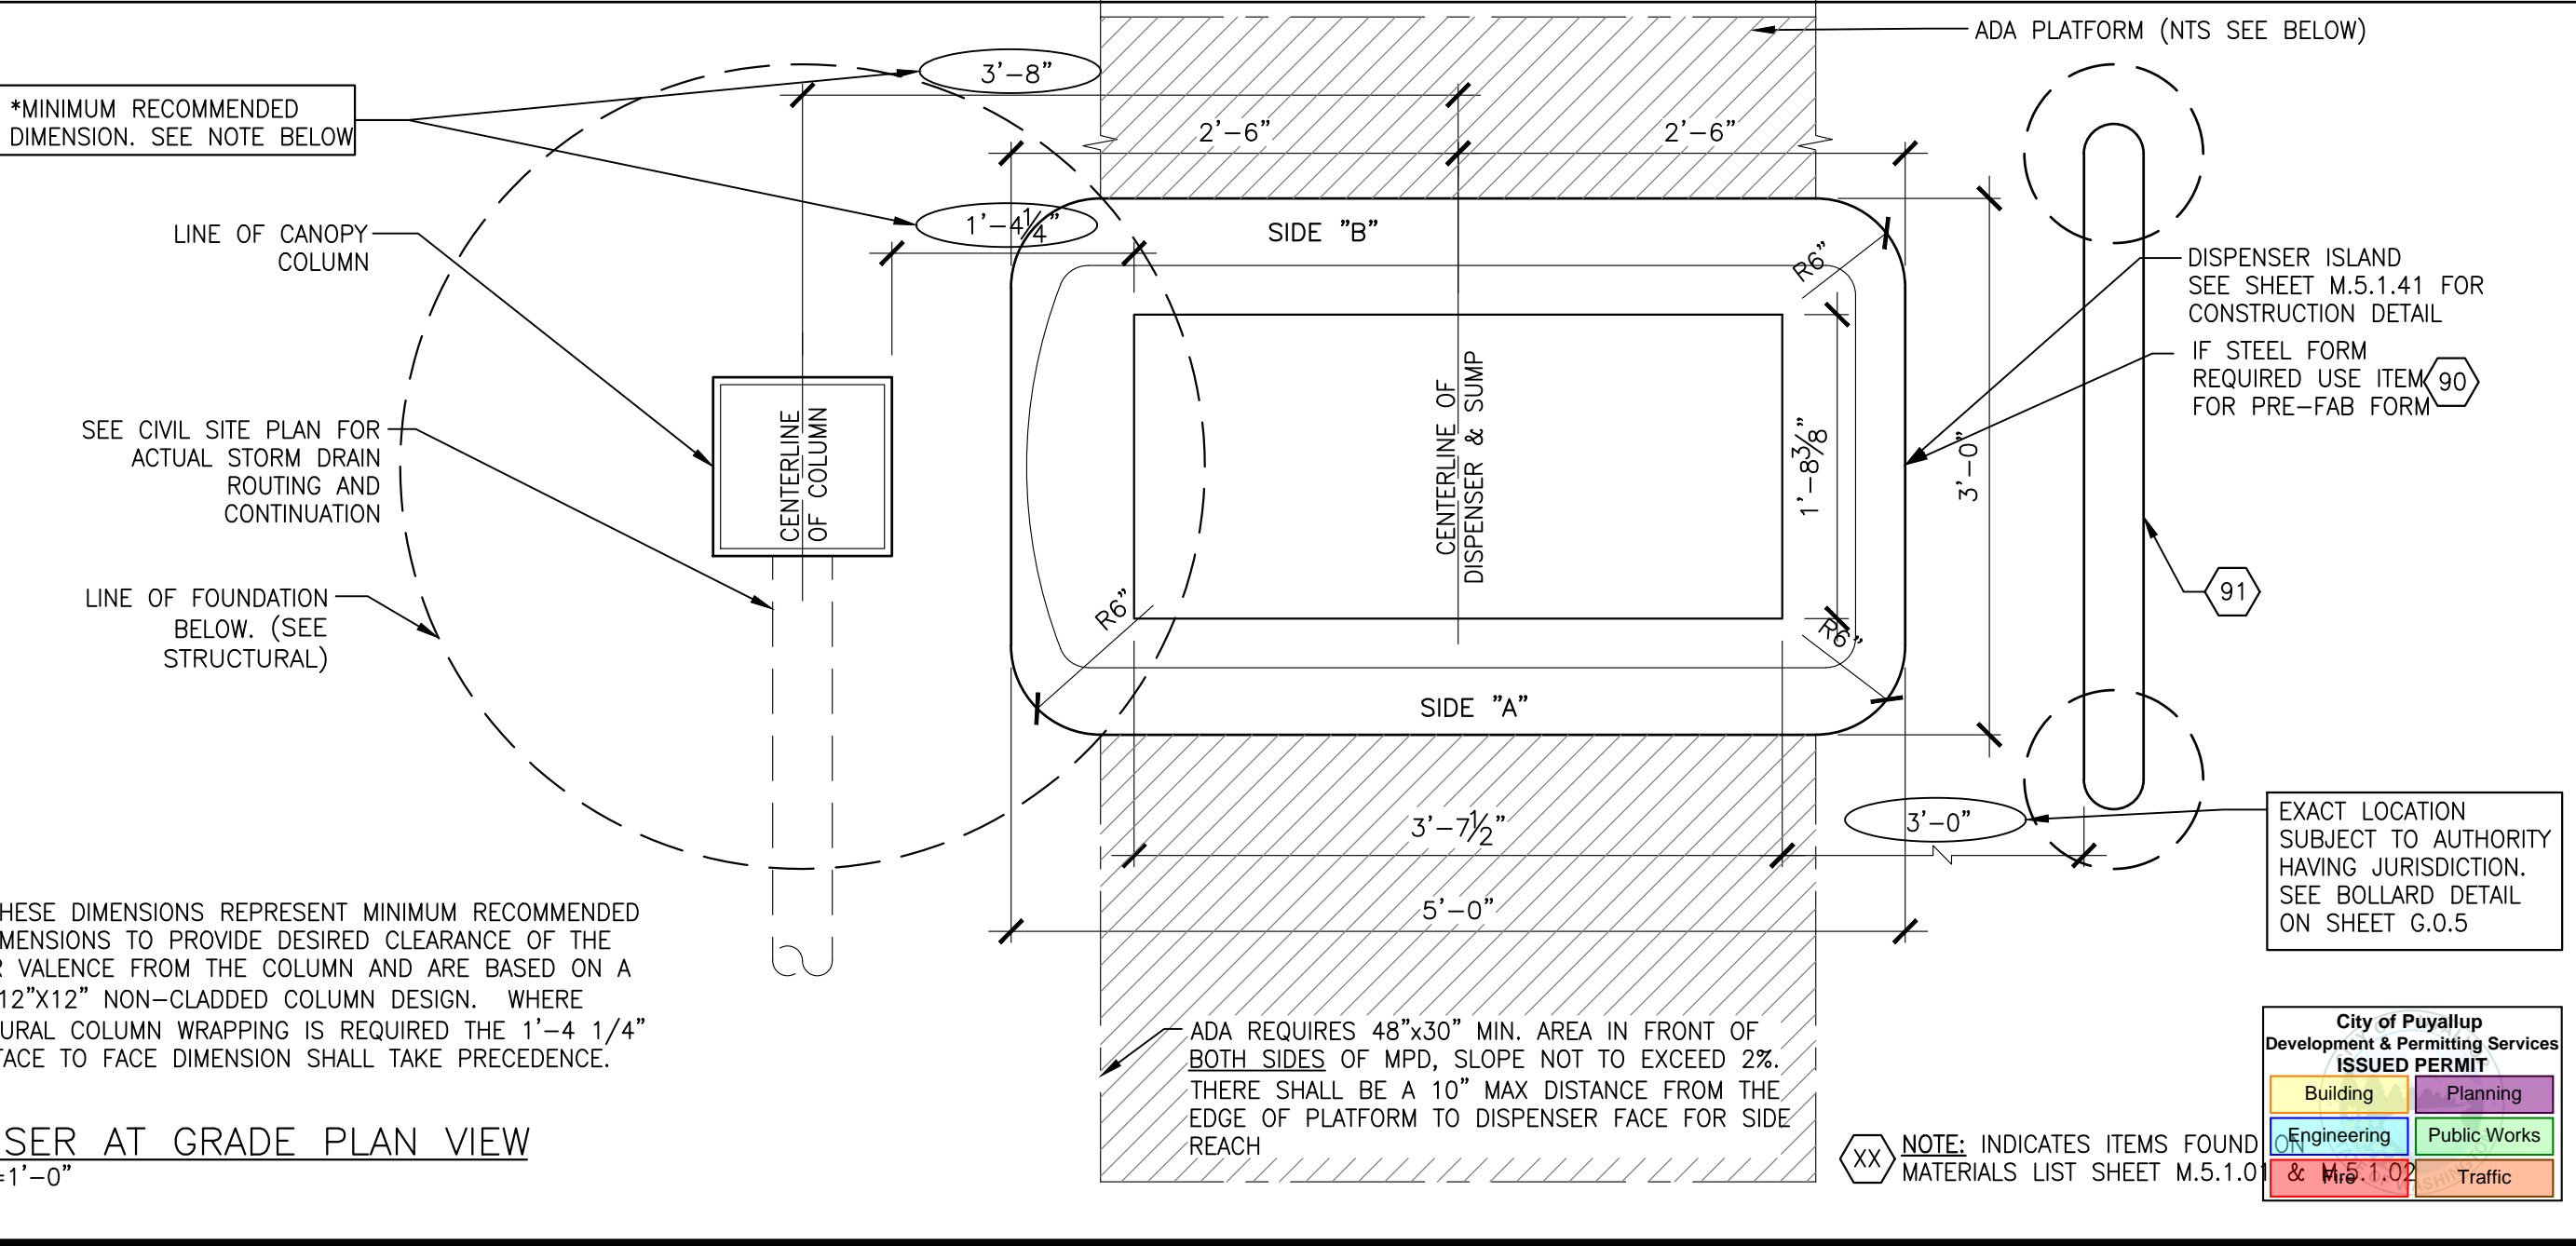 ADA PLATFORM (NTS SEE BELOW)
3'-8"
*MINIMUM RECOMMENDED
DIMENSION. SEE NOTE BELOW
2'-6"
2'-6"
1'-4 1/4"
SIDE "B"
LINE OF CANOPY
COLUMN
R6"
DISPENSER ISLAND
SEE SHEET M.5.1.41 FOR
CONSTRUCTION DETAIL
IF STEEL FORM
REQUIRED USE ITEM 90
FOR PRE-FAB FORM
CENTERLINE
OF COLUMN
CENTERLINE OF
DISPENSER & SUMP
1'-8 3/8"
3'-0"
SEE CIVIL SITE PLAN FOR
ACTUAL STORM DRAIN
ROUTING AND
CONTINUATION
LINE OF FOUNDATION
BELOW. (SEE
STRUCTURAL)
R6"
R6"
91
SIDE "A"
3'-7 1/2"
3'-0"
5'-0"
EXACT LOCATION
SUBJECT TO AUTHORITY
HAVING JURISDICTION.
SEE BOLLARD DETAIL
ON SHEET G.0.5
HESE DIMENSIONS REPRESENT MINIMUM RECOMMENDED
MENSIONS TO PROVIDE DESIRED CLEARANCE OF THE
R VALENCE FROM THE COLUMN AND ARE BASED ON A
12"X12" NON-CLADDED COLUMN DESIGN. WHERE
URAL COLUMN WRAPPING IS REQUIRED THE 1'-4 1/4"
FACE TO FACE DIMENSION SHALL TAKE PRECEDENCE.
ADA REQUIRES 48"x30" MIN. AREA IN FRONT OF
BOTH SIDES OF MPD, SLOPE NOT TO EXCEED 2%.
THERE SHALL BE A 10" MAX DISTANCE FROM THE
EDGE OF PLATFORM TO DISPENSER FACE FOR SIDE
REACH
SER AT GRADE PLAN VIEW
=1'-0"
XX NOTE: INDICATES ITEMS FOUND ON
MATERIALS LIST SHEET M.5.1.01 & M.5.1.02
City of Puyallup
Development & Permitting Services
ISSUED PERMIT
Building Planning
Engineering Public Works
Fire Traffic